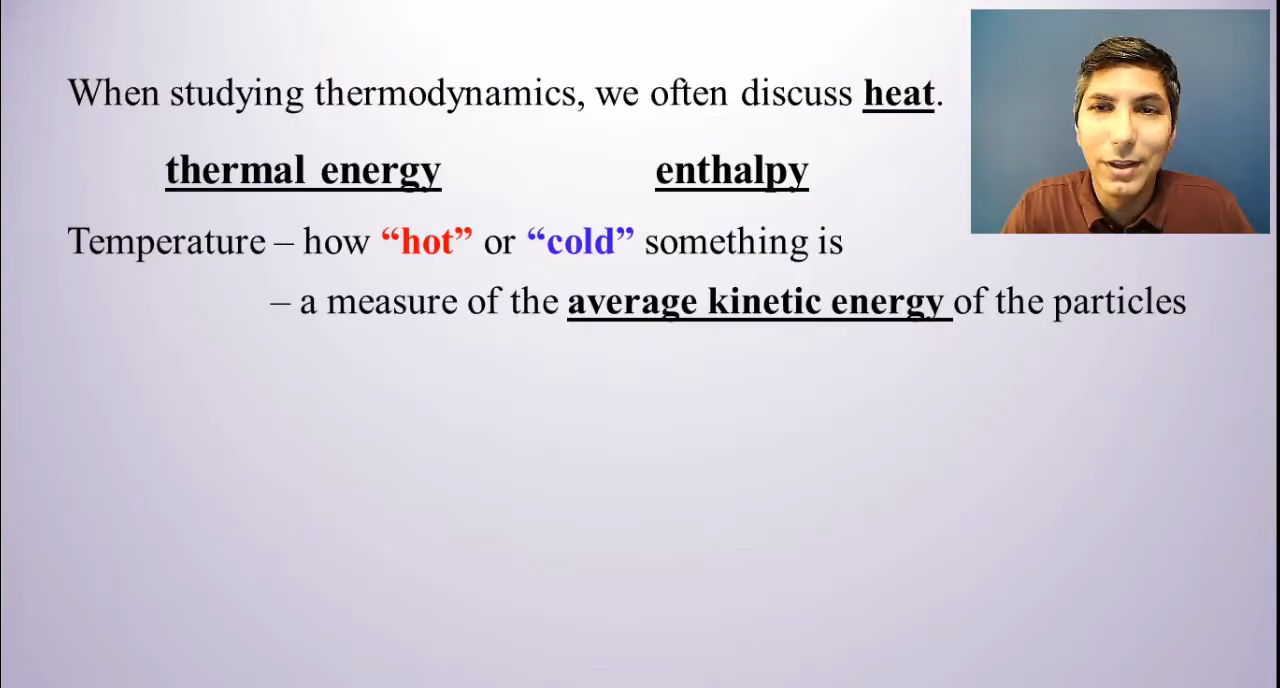 When studying thermodynamics, we often discuss heat.
thermal energy enthalpy
Temperature – how “hot” or “cold” something is
– a measure of the average kinetic energy of the particles